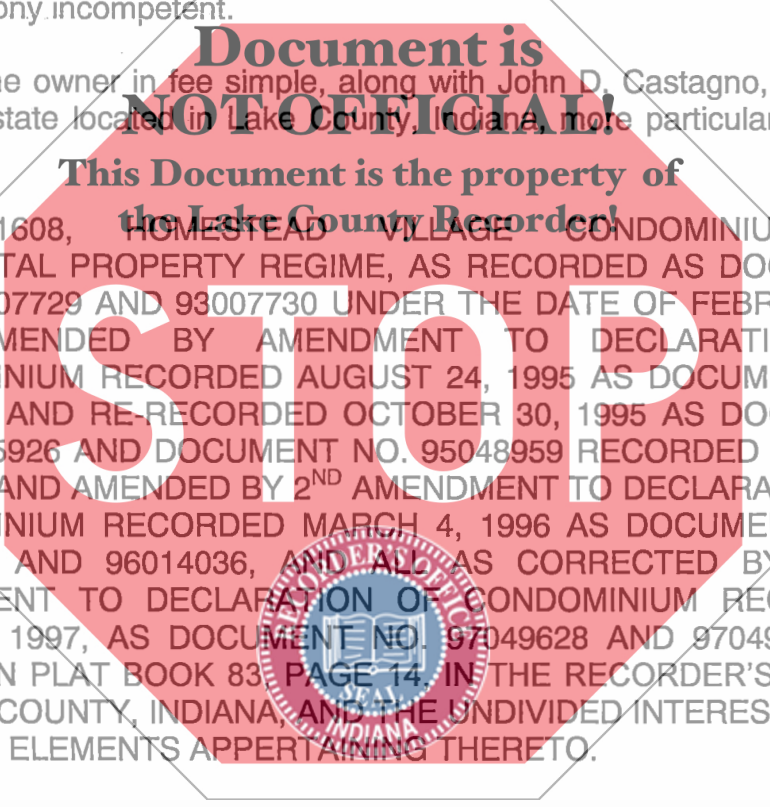 ony incompetent.
Document is
e owner in fee simple, along with John D. Castagno,
NOT OFFICIAL!
state located in Lake County, Indiana, more particular
This Document is the property of
the Lake County Recorder!
1608, HOMESTEAD VILLAGE CONDOMINIU
TAL PROPERTY REGIME, AS RECORDED AS DO
07729 AND 93007730 UNDER THE DATE OF FEBR
MENDED BY AMENDMENT TO DECLARATI
NIUM RECORDED AUGUST 24, 1995 AS DOCUM
AND RE-RECORDED OCTOBER 30, 1995 AS DO
5926 AND DOCUMENT NO. 95048959 RECORDED
AND AMENDED BY 2ND AMENDMENT TO DECLARA
NIUM RECORDED MARCH 4, 1996 AS DOCUME
AND 96014036, AND ALL AS CORRECTED BY
ENT TO DECLARATION OF CONDOMINIUM RE
1997, AS DOCUMENT NO. 97049628 AND 9704
N PLAT BOOK 83, PAGE 14, IN THE RECORDER'S
COUNTY, INDIANA, AND THE UNDIVIDED INTERES
ELEMENTS APPERTAINING THERETO.
STOP
RECORDER'S OFFICE
SEAL
INDIANA